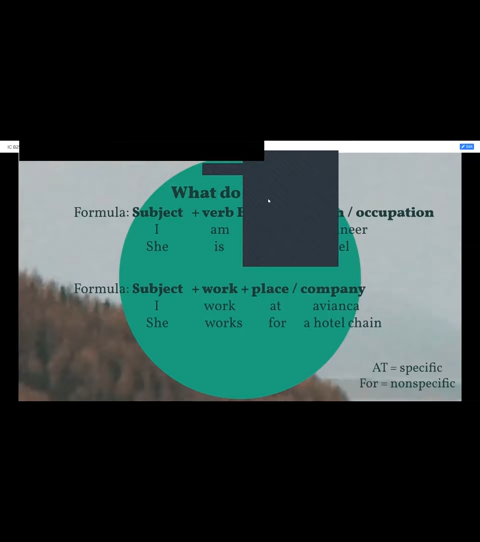 What do
Formula: Subject + verb / occupation
I am
She is
Formula: Subject + work + place / company
I work at avianca
She works for a hotel chain
AT = specific
For = nonspecific